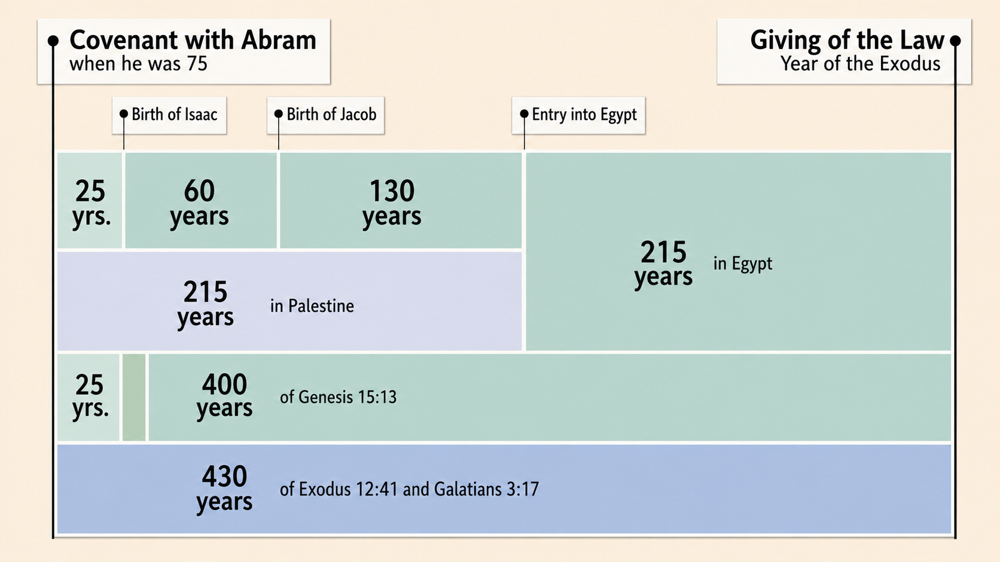 Covenant with Abram
when he was 75
Giving of the Law
Year of the Exodus
Birth of Isaac
Birth of Jacob
Entry into Egypt
25
yrs.
60
years
130
years
215
years
in Egypt
215
years
in Palestine
25
yrs.
400
years
of Genesis 15:13
430
years
of Exodus 12:41 and Galatians 3:17